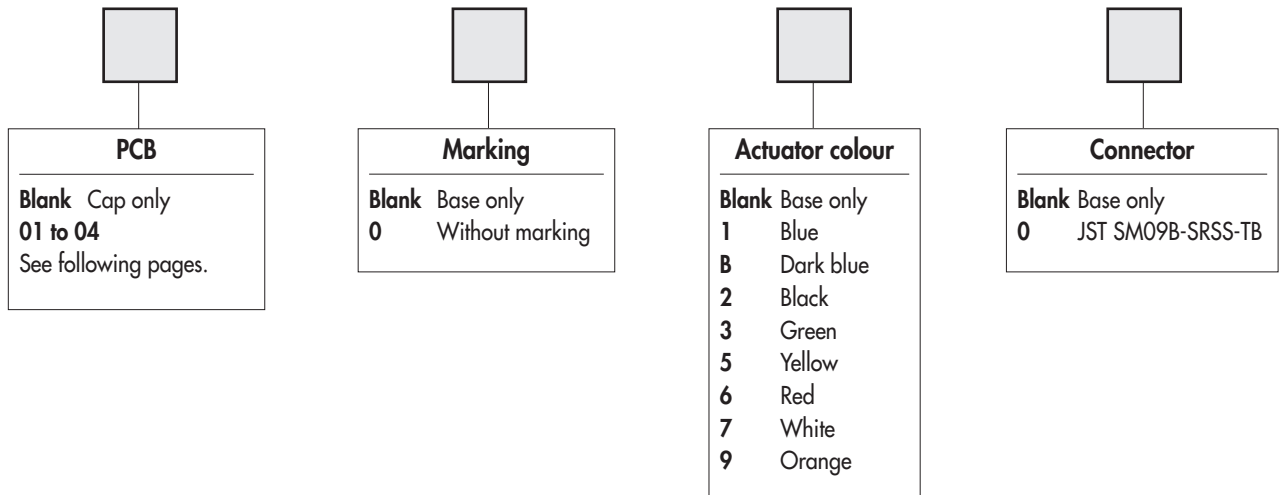 PCB
Blank Cap only
01 to 04
See following pages.
Marking
Blank Base only
0 Without marking
Actuator colour
Blank Base only
1 Blue
B Dark blue
2 Black
3 Green
5 Yellow
6 Red
7 White
9 Orange
Connector
Blank Base only
0 JST SM09B-SRSS-TB